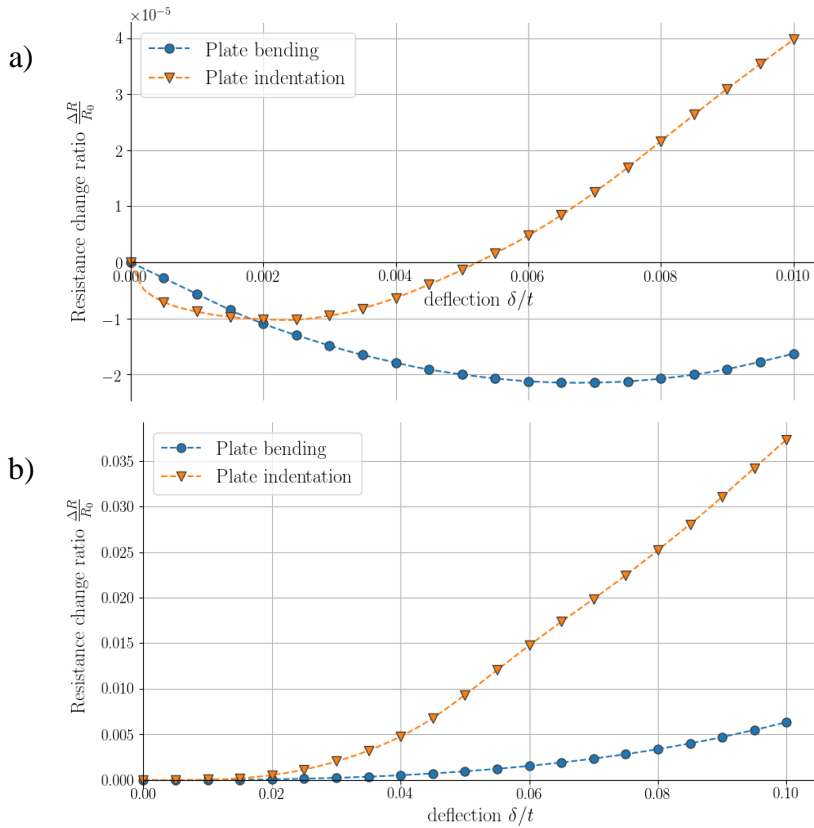 ×10⁻⁵
a)
Plate bending
Plate indentation
Resistance change ratio ΔR/R₀
4
3
2
1
0
−1
−2
0.000
0.002
0.004
0.006
0.008
0.010
deflection δ/t
b)
Plate bending
Plate indentation
Resistance change ratio ΔR/R₀
0.035
0.030
0.025
0.020
0.015
0.010
0.005
0.000
0.00
0.02
0.04
0.06
0.08
0.10
deflection δ/t